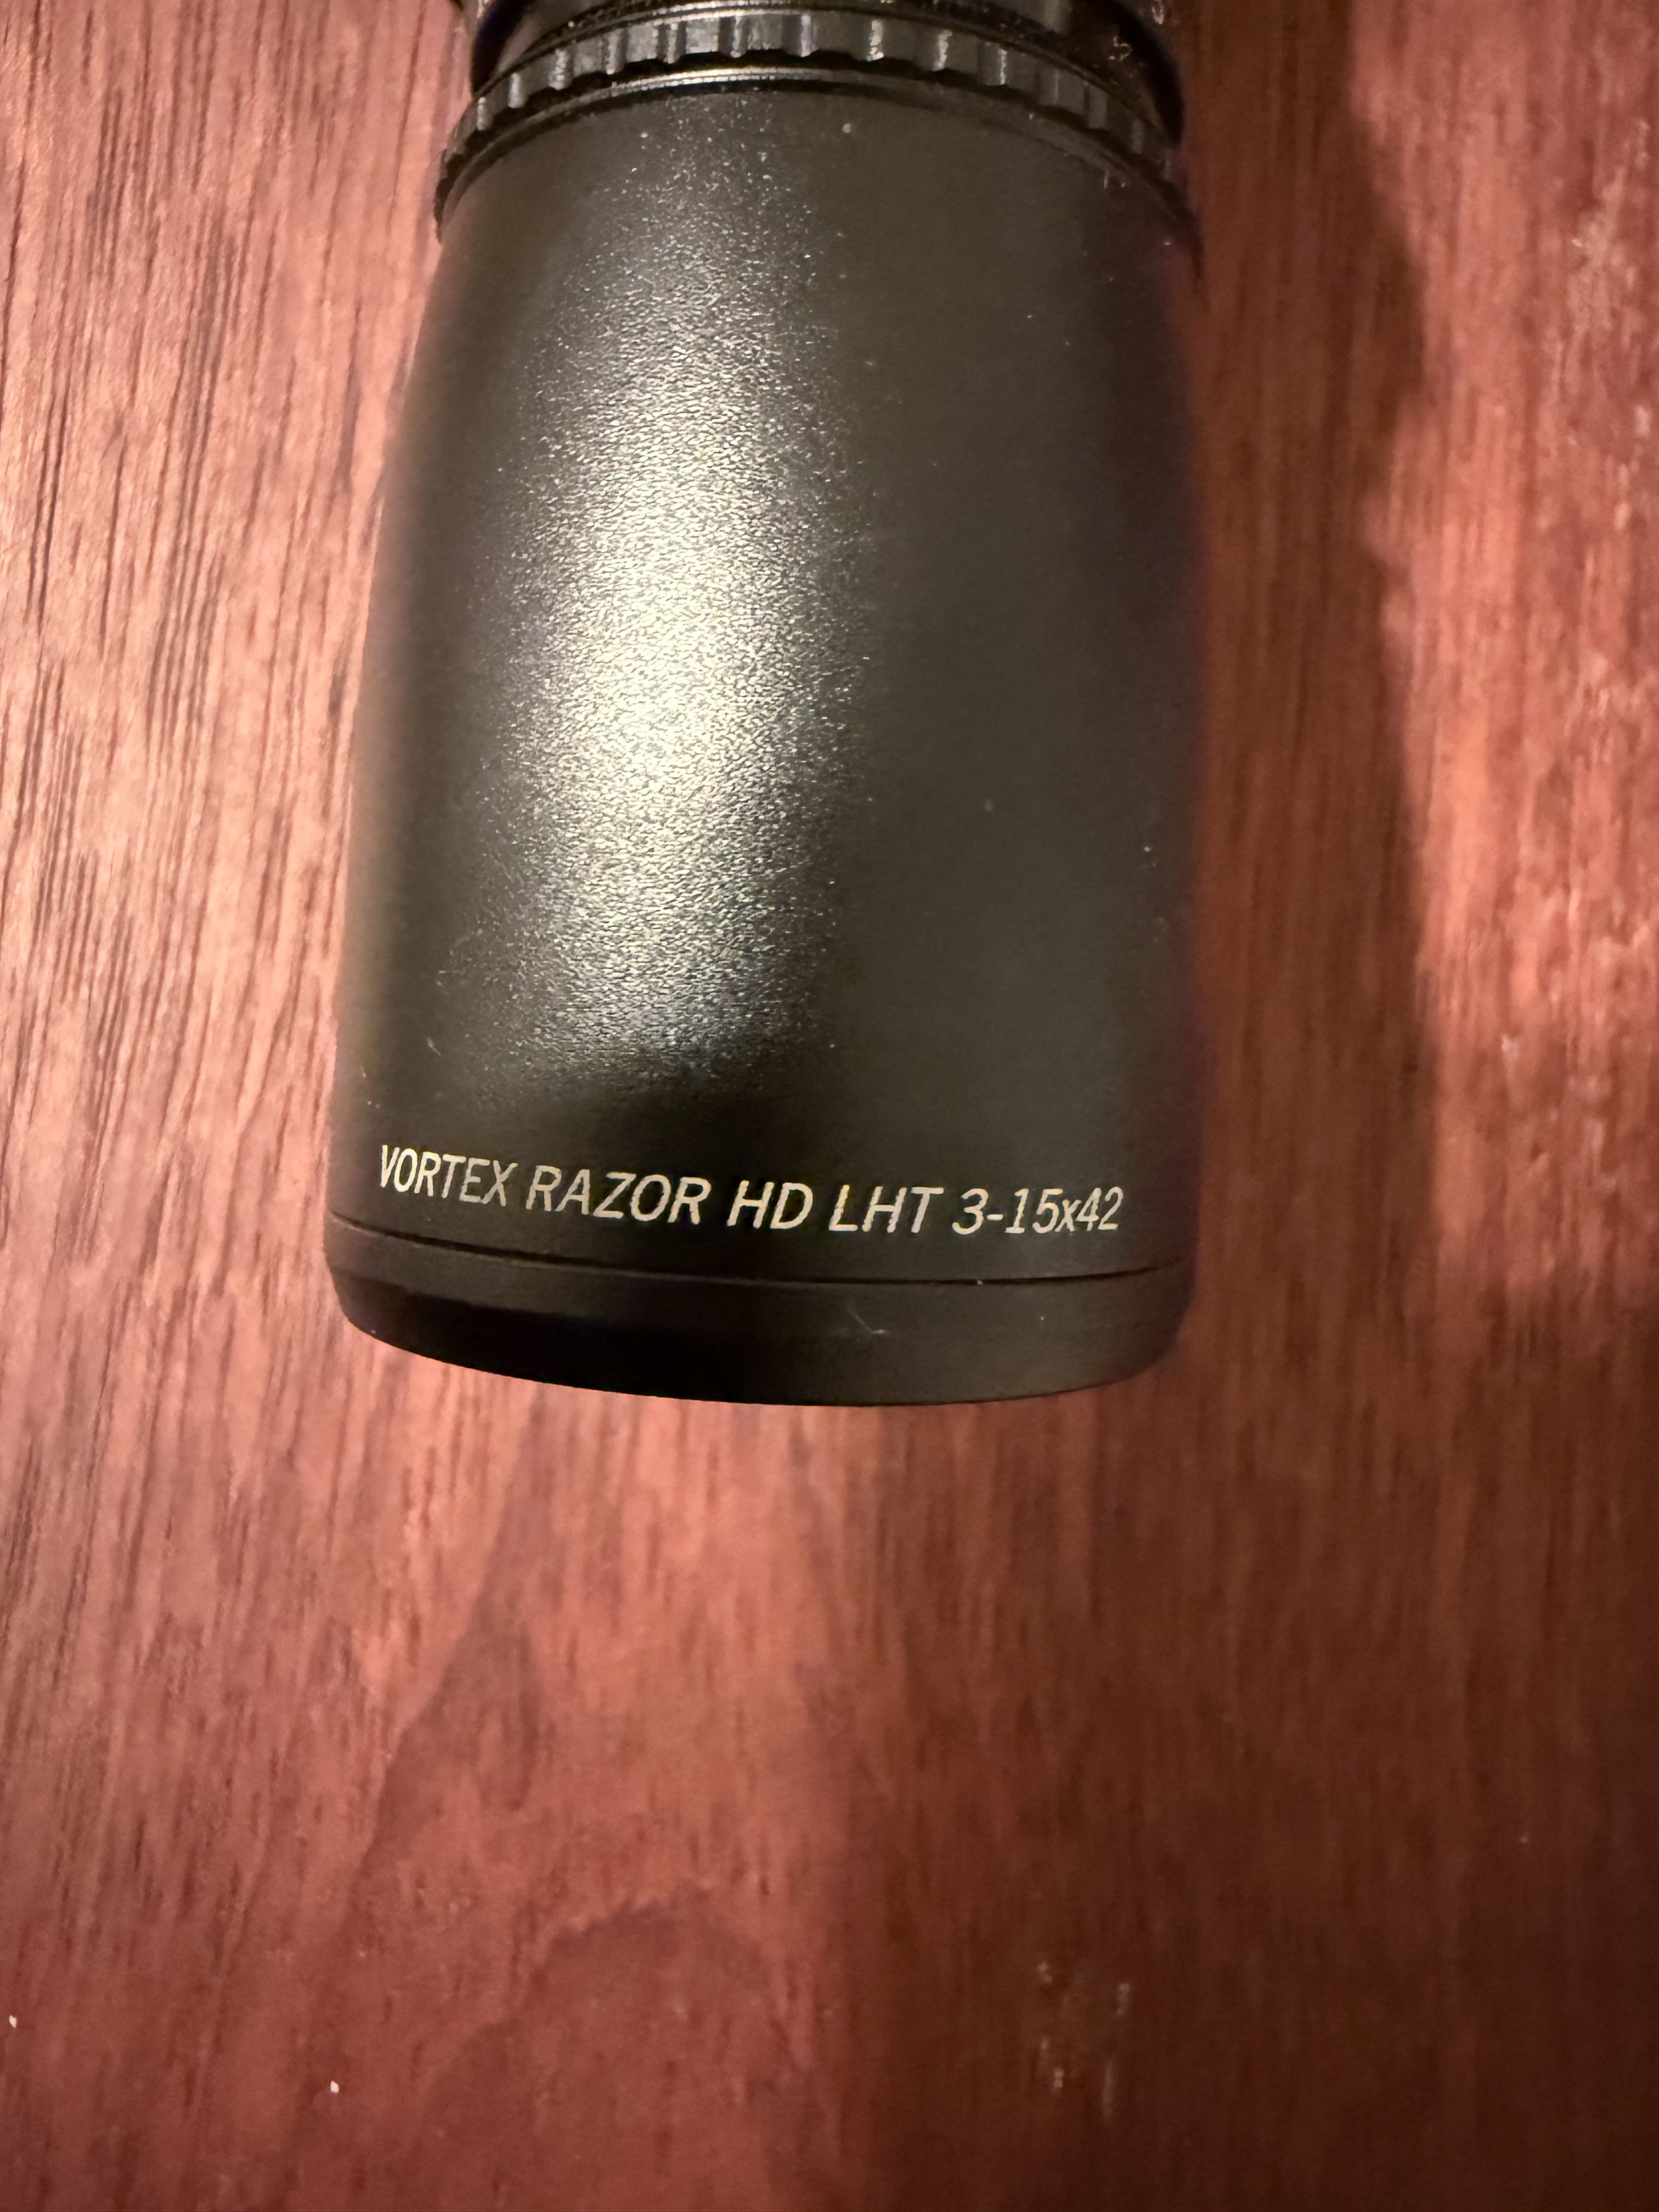 VORTEX RAZOR HD LHT 3-15x42